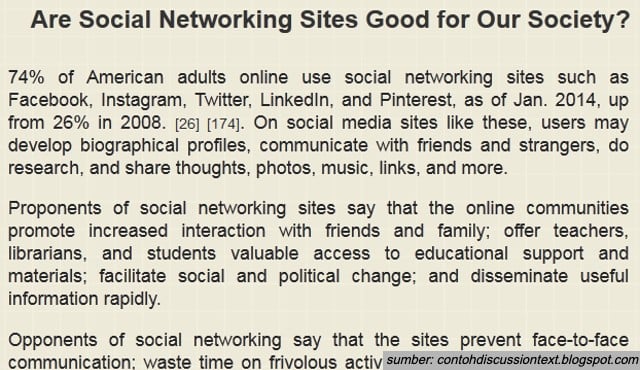 Are Social Networking Sites Good for Our Society?
74% of American adults online use social networking sites such as
Facebook, Instagram, Twitter, LinkedIn, and Pinterest, as of Jan. 2014, up
from 26% in 2008. [26] [174]. On social media sites like these, users may
develop biographical profiles, communicate with friends and strangers, do
research, and share thoughts, photos, music, links, and more.
Proponents of social networking sites say that the online communities
promote increased interaction with friends and family; offer teachers,
librarians, and students valuable access to educational support and
materials; facilitate social and political change; and disseminate useful
information rapidly.
Opponents of social networking say that the sites prevent face-to-face
communication; waste time on frivolous
sumber: contohdiscussiontext.blogspot.com